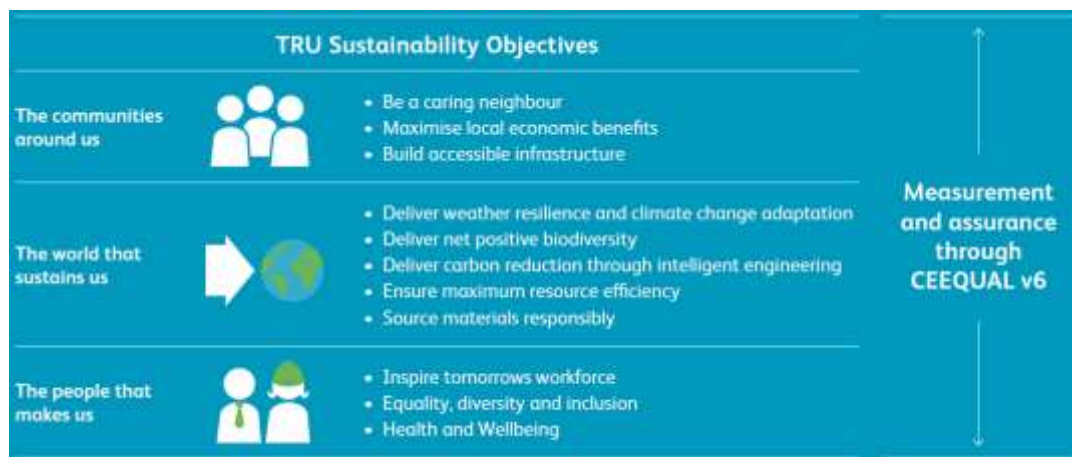 TRU Sustainability Objectives
The communities
around us
• Be a caring neighbour
• Maximise local economic benefits
• Build accessible infrastructure
The world that
sustains us
• Deliver weather resilience and climate change adaptation
• Deliver net positive biodiversity
• Deliver carbon reduction through intelligent engineering
• Ensure maximum resource efficiency
• Source materials responsibly
The people that
makes us
• Inspire tomorrows workforce
• Equality, diversity and inclusion
• Health and Wellbeing
Measurement
and assurance
through
CEEQUAL v6